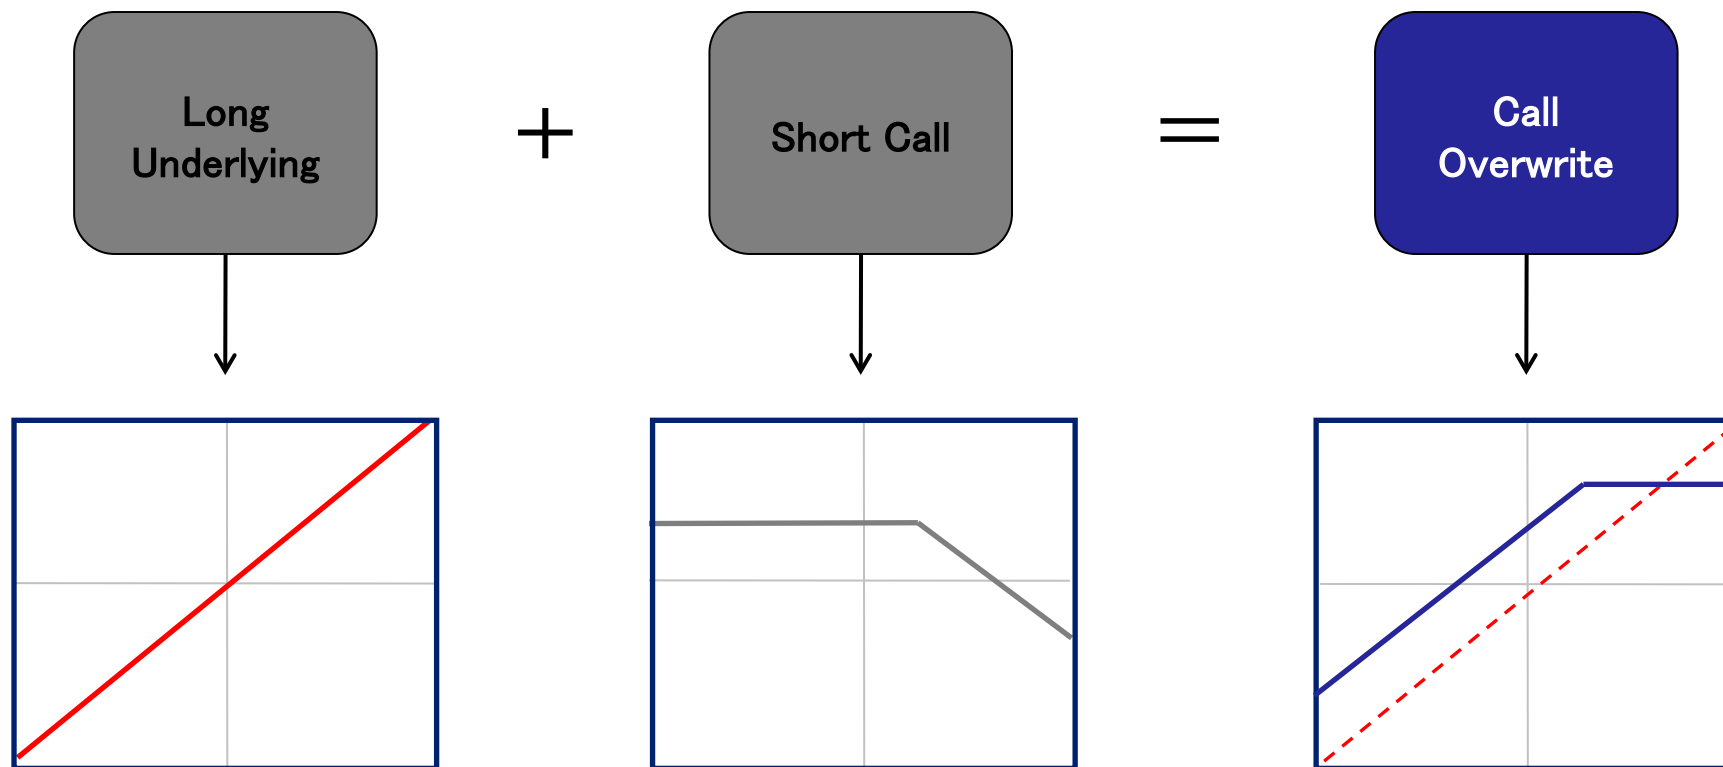 Long
Underlying
+
Short Call
=
Call
Overwrite